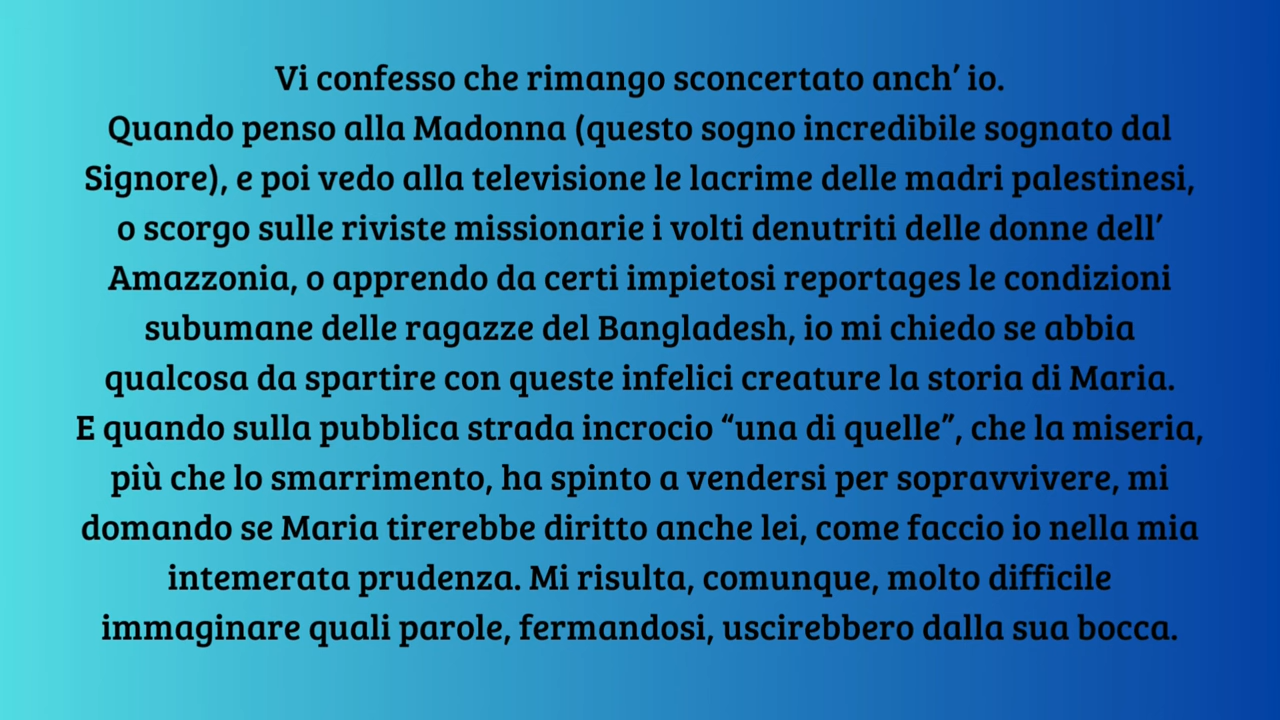 Vi confesso che rimango sconcertato anch’ io.
Quando penso alla Madonna (questo sogno incredibile sognato dal
Signore), e poi vedo alla televisione le lacrime delle madri palestinesi,
o scorgo sulle riviste missionarie i volti denutriti delle donne dell’
Amazzonia, o apprendo da certi impietosi reportages le condizioni
subumane delle ragazze del Bangladesh, io mi chiedo se abbia
qualcosa da spartire con queste infelici creature la storia di Maria.
E quando sulla pubblica strada incrocio “una di quelle”, che la miseria,
più che lo smarrimento, ha spinto a vendersi per sopravvivere, mi
domando se Maria tirerebbe diritto anche lei, come faccio io nella mia
intemerata prudenza. Mi risulta, comunque, molto difficile
immaginare quali parole, fermandosi, uscirebbero dalla sua bocca.